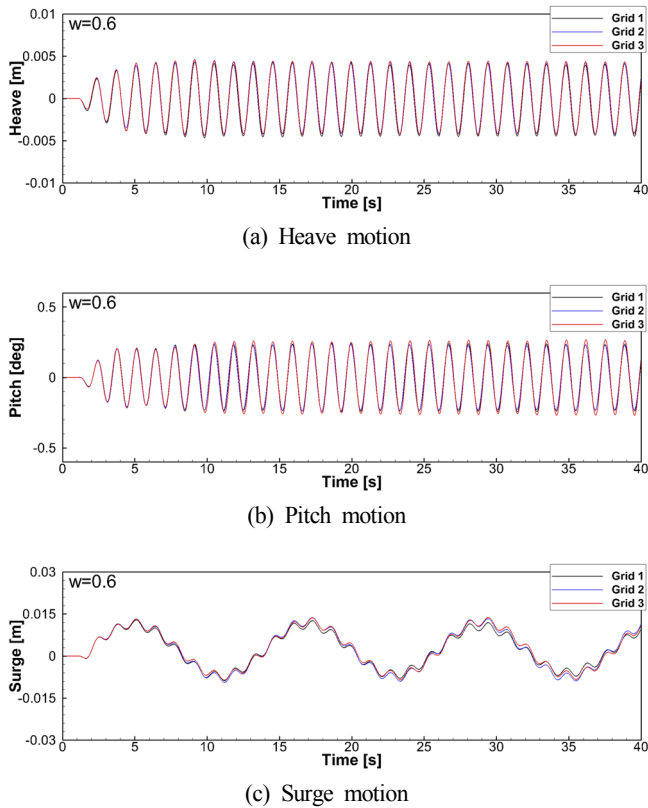 w=0.6
Grid 1
Grid 2
Grid 3
Heave [m]
0.01
0.005
0
-0.005
-0.01
0 5 10 15 20 25 30 35 40
Time [s]
(a) Heave motion
w=0.6
Grid 1
Grid 2
Grid 3
Pitch [deg]
0.5
0
-0.5
0 5 10 15 20 25 30 35 40
Time [s]
(b) Pitch motion
w=0.6
Grid 1
Grid 2
Grid 3
Surge [m]
0.03
0.015
0
-0.015
-0.03
0 5 10 15 20 25 30 35 40
Time [s]
(c) Surge motion